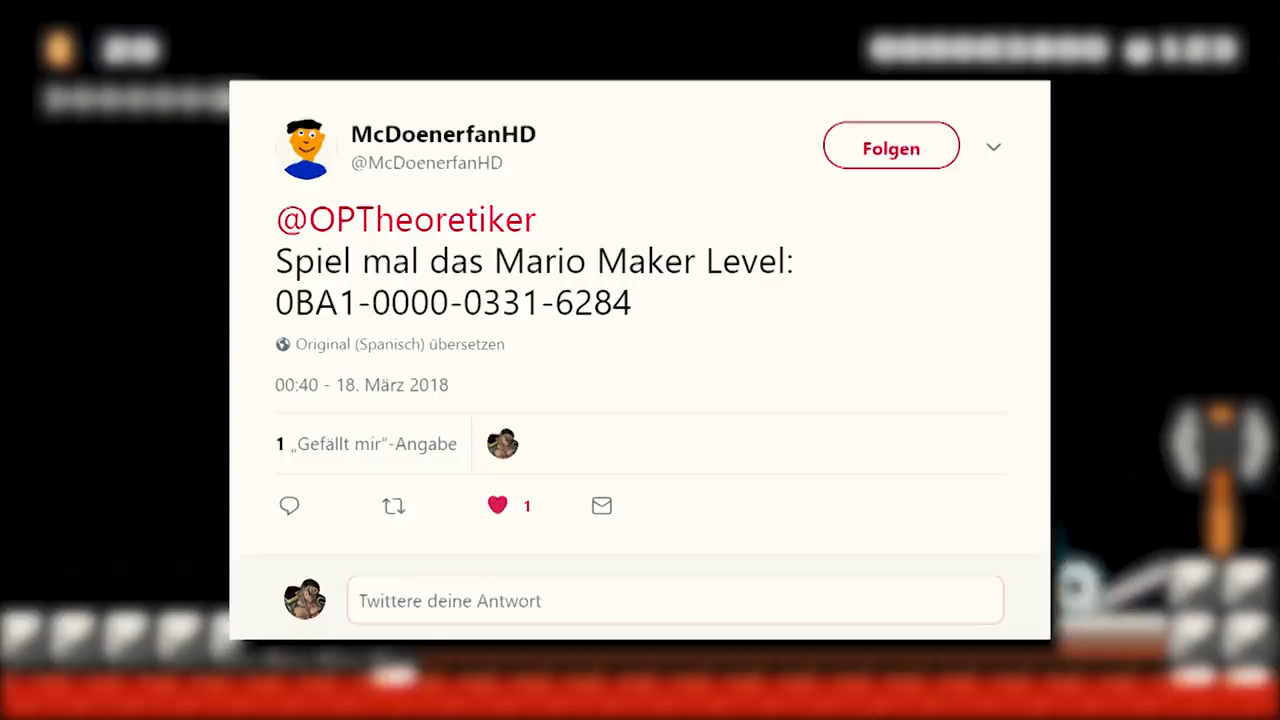 McDoenerfanHD
@McDoenerfanHD
Folgen
@OPTheoretiker
Spiel mal das Mario Maker Level:
0BA1-0000-0331-6284
Original (Spanisch) übersetzen
00:40 - 18. März 2018
1 „Gefällt mir“-Angabe
1
Twittere deine Antwort